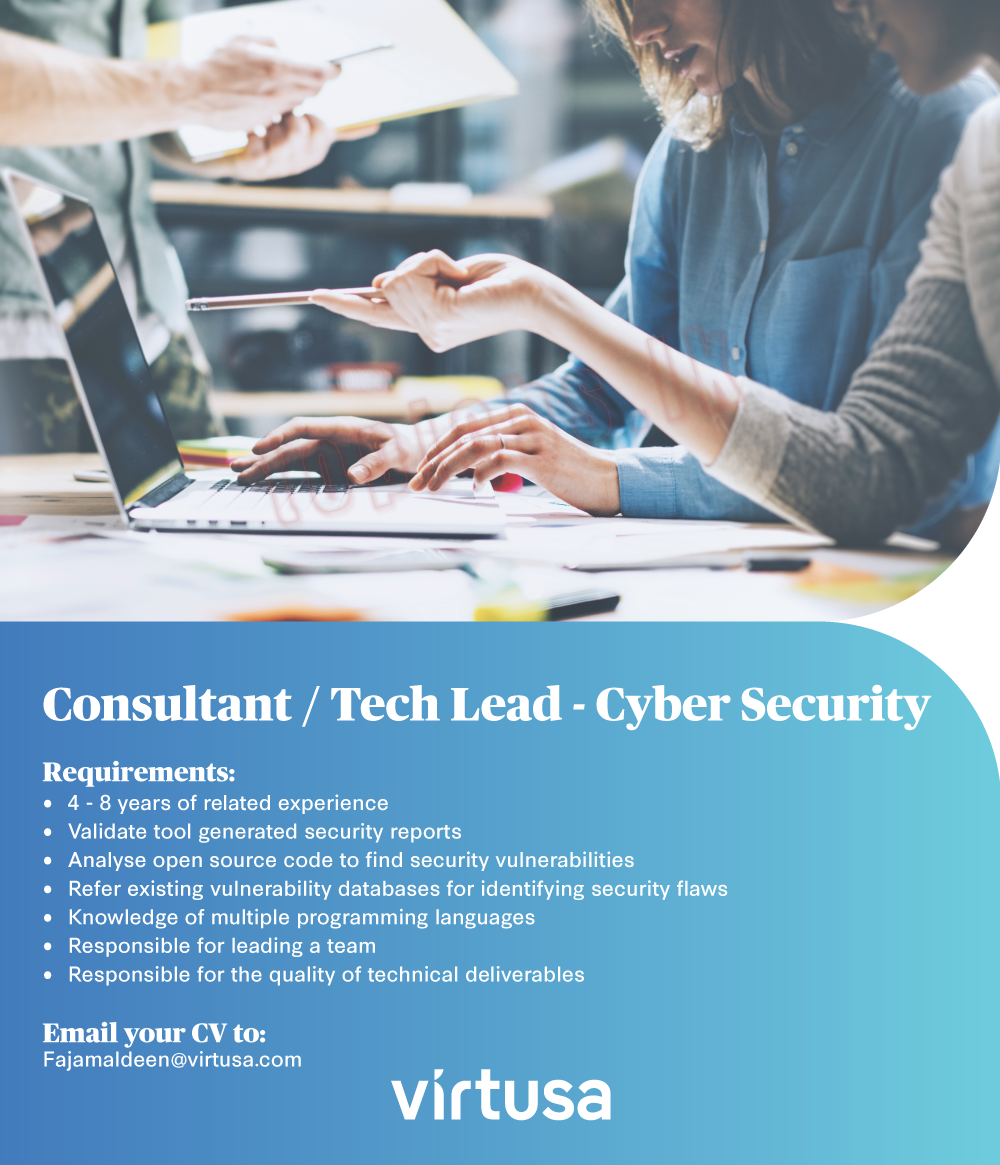 Consultant / Tech Lead - Cyber Security
Requirements:
• 4 - 8 years of related experience
• Validate tool generated security reports
• Analyse open source code to find security vulnerabilities
• Refer existing vulnerability databases for identifying security flaws
• Knowledge of multiple programming languages
• Responsible for leading a team
• Responsible for the quality of technical deliverables
Email your CV to:
Fajamaldeen@virtusa.com
virtusa